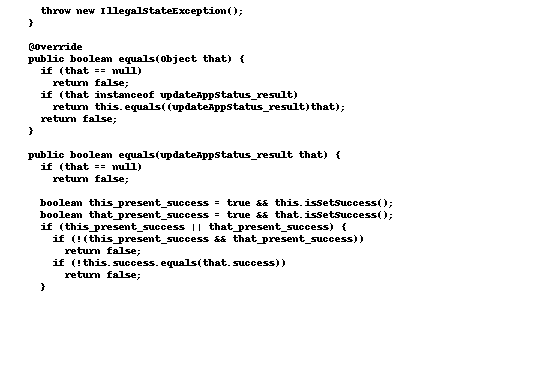 throw new IllegalStateException();
}
@Override
public boolean equals(Object that) {
if (that == null)
return false;
if (that instanceof updateAppStatus_result)
return this.equals((updateAppStatus_result)that);
return false;
}
public boolean equals(updateAppStatus_result that) {
if (that == null)
return false;
boolean this_present_success = true && this.isSetSuccess();
boolean that_present_success = true && that.isSetSuccess();
if (this_present_success || that_present_success) {
if (!(this_present_success && that_present_success))
return false;
if (!this.success.equals(that.success))
return false;
}